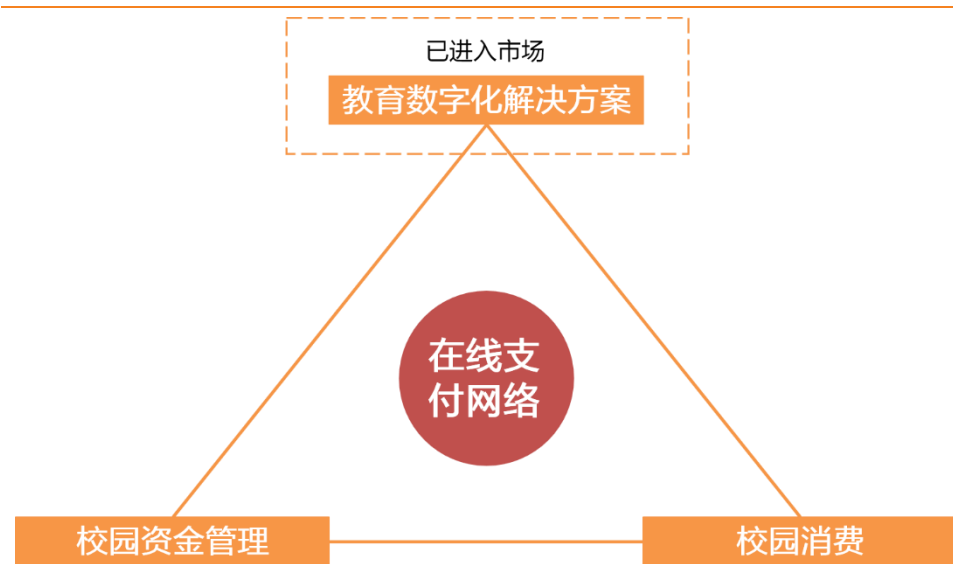 已进入市场
教育数字化解决方案
在线支
付网络
校园资金管理
校园消费